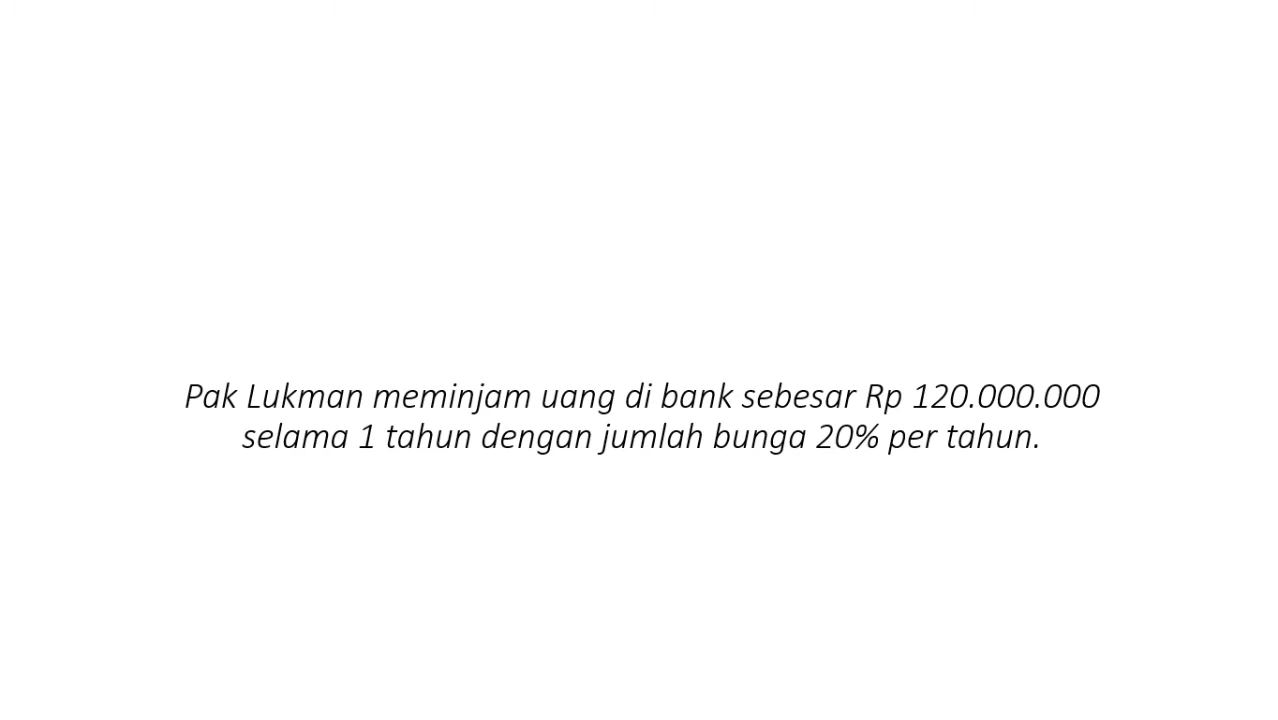 Pak Lukman meminjam uang di bank sebesar Rp 120.000.000
selama 1 tahun dengan jumlah bunga 20% per tahun.